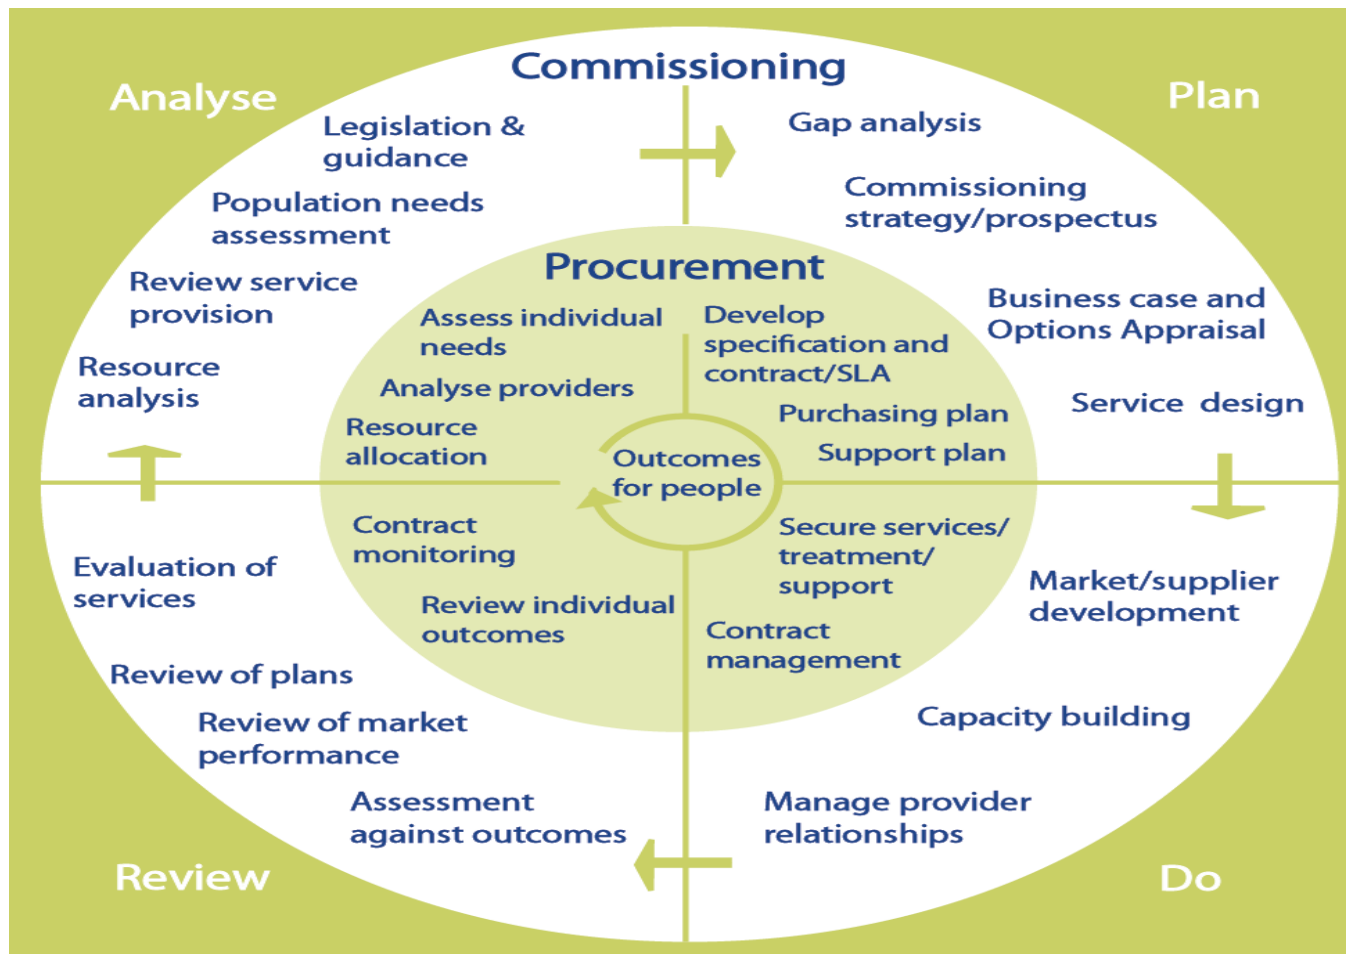 Commissioning
Analyse
Legislation &
guidance
Population needs
assessment
Review service
provision
Resource
analysis
Plan
Gap analysis
Commissioning
strategy/prospectus
Business case and
Options Appraisal
Service design
Procurement
Assess individual
needs
Analyse providers
Resource
allocation
Develop
specification and
contract/SLA
Purchasing plan
Support plan
Outcomes
for people
Contract
monitoring
Review individual
outcomes
Secure services/
treatment/
support
Contract
management
Evaluation of
services
Review of plans
Review of market
performance
Assessment
against outcomes
Review
Market/supplier
development
Capacity building
Manage provider
relationships
Do